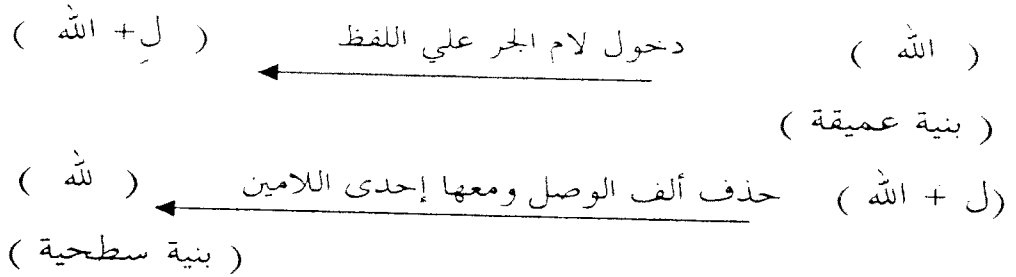 ( الله ) دخول لام الجر علي اللفظ ( لِ+ الله )
( بنية عميقة )
(ل + الله ) حذف ألف الوصل ومعها إحدى اللامين ( لله )
( بنية سطحية )